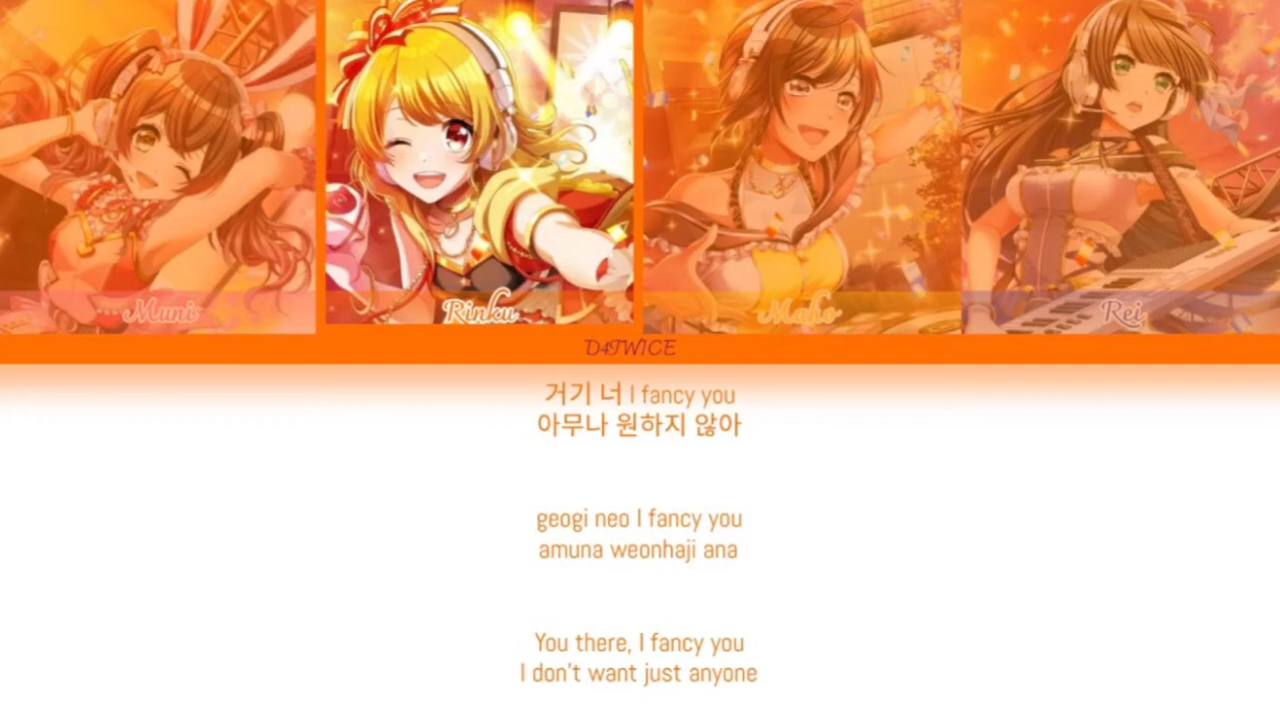 Muni
Rinku
Maho
Rei
D4TWICE
거기 너 I fancy you
아무나 원하지 않아
geogi neo I fancy you
amuna weonhaji ana
You there, I fancy you
I don't want just anyone